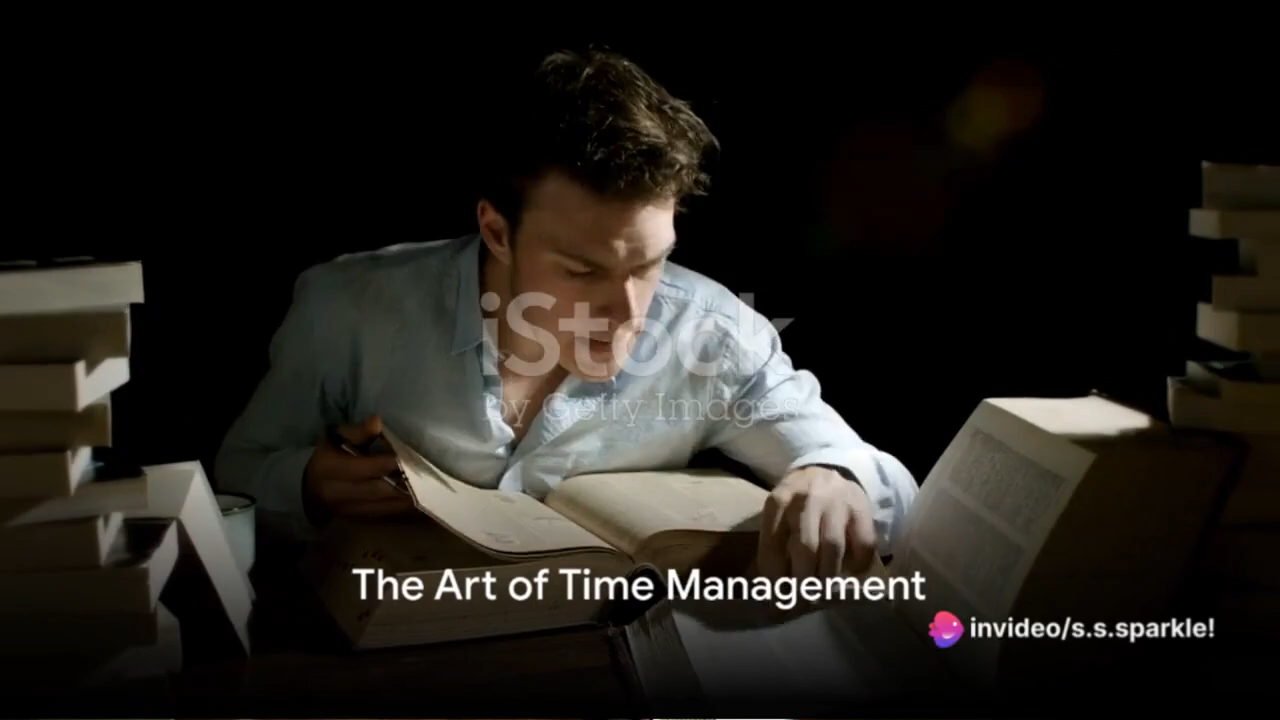 iStock
by Getty Images
The Art of Time Management
invideo/s.s.sparkle!